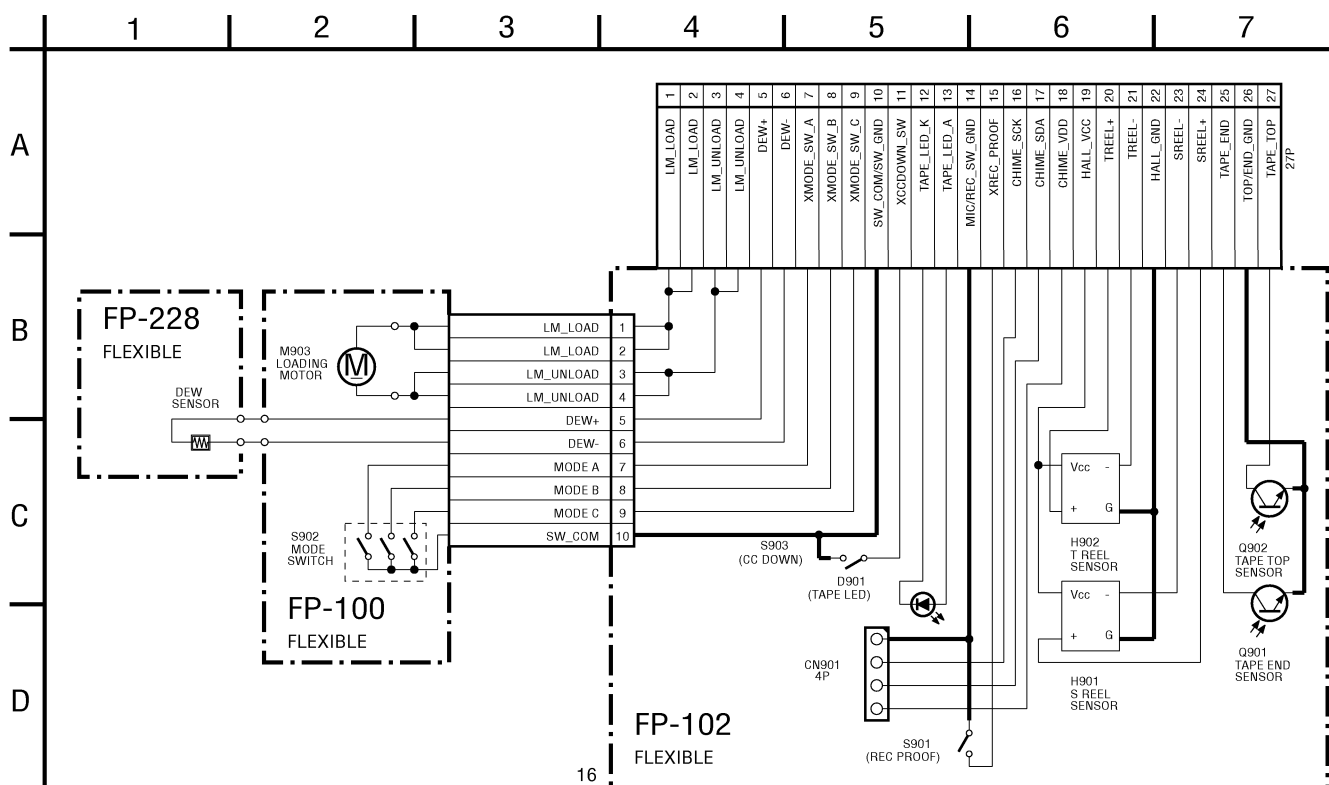 1 2 3 4 5 6 7
A
B
C
D
1 2 3 4 5 6 7 8 9 10 11 12 13 14 15 16 17 18 19 20 21 22 23 24 25 26 27
LM_LOAD
LM_LOAD
LM_UNLOAD
LM_UNLOAD
DEW+
DEW-
XMODE_SW_A
XMODE_SW_B
XMODE_SW_C
SW_COM/SW_GND
XCCDOWN_SW
TAPE_LED_K
TAPE_LED_A
MIC/REC_SW_GND
XREC_PROOF
CHIME_SCK
CHIME_SDA
CHIME_VDD
HALL_VCC
TREEL+
TREEL-
HALL_GND
SREEL-
SREEL+
TAPE_END
TOP/END_GND
TAPE_TOP
27P
FP-228
FLEXIBLE
DEW
SENSOR
M903
LOADING
MOTOR
M
LM_LOAD 1
LM_LOAD 2
LM_UNLOAD 3
LM_UNLOAD 4
DEW+ 5
DEW- 6
MODE A 7
MODE B 8
MODE C 9
SW_COM 10
S902
MODE
SWITCH
FP-100
FLEXIBLE
S903
(CC DOWN)
D901
(TAPE LED)
CN901
4P
S901
(REC PROOF)
Vcc -
+ G
H902
T REEL
SENSOR
Vcc -
+ G
H901
S REEL
SENSOR
Q902
TAPE TOP
SENSOR
Q901
TAPE END
SENSOR
FP-102
FLEXIBLE
16